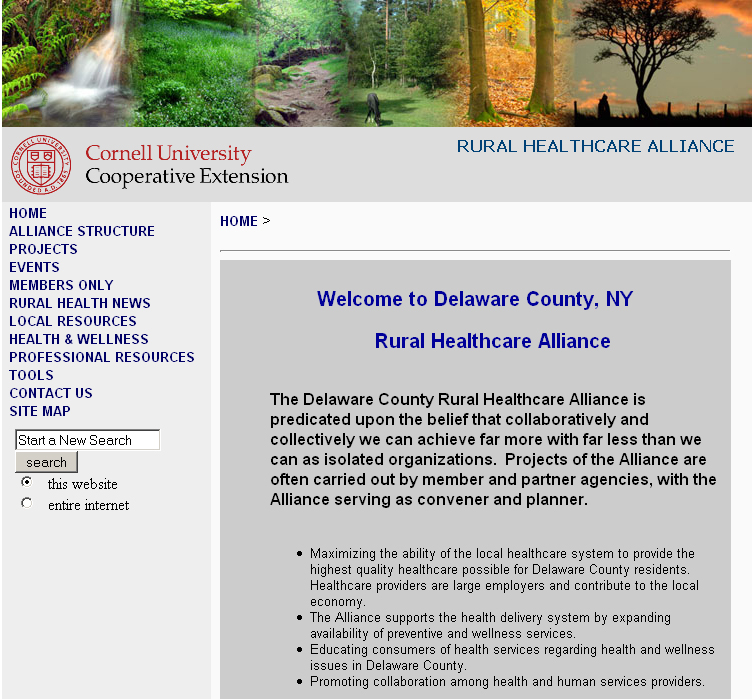 Cornell University
Cooperative Extension
RURAL HEALTHCARE ALLIANCE
HOME
ALLIANCE STRUCTURE
PROJECTS
EVENTS
MEMBERS ONLY
RURAL HEALTH NEWS
LOCAL RESOURCES
HEALTH & WELLNESS
PROFESSIONAL RESOURCES
TOOLS
CONTACT US
SITE MAP
Start a New Search
search
this website
entire internet
HOME >
Welcome to Delaware County, NY
Rural Healthcare Alliance
The Delaware County Rural Healthcare Alliance is
predicated upon the belief that collaboratively and
collectively we can achieve far more with far less than we
can as isolated organizations.  Projects of the Alliance are
often carried out by member and partner agencies, with the
Alliance serving as convener and planner.
• Maximizing the ability of the local healthcare system to provide the
highest quality healthcare possible for Delaware County residents.
Healthcare providers are large employers and contribute to the local
economy.
• The Alliance supports the health delivery system by expanding
availability of preventive and wellness services.
• Educating consumers of health services regarding health and wellness
issues in Delaware County.
• Promoting collaboration among health and human services providers.